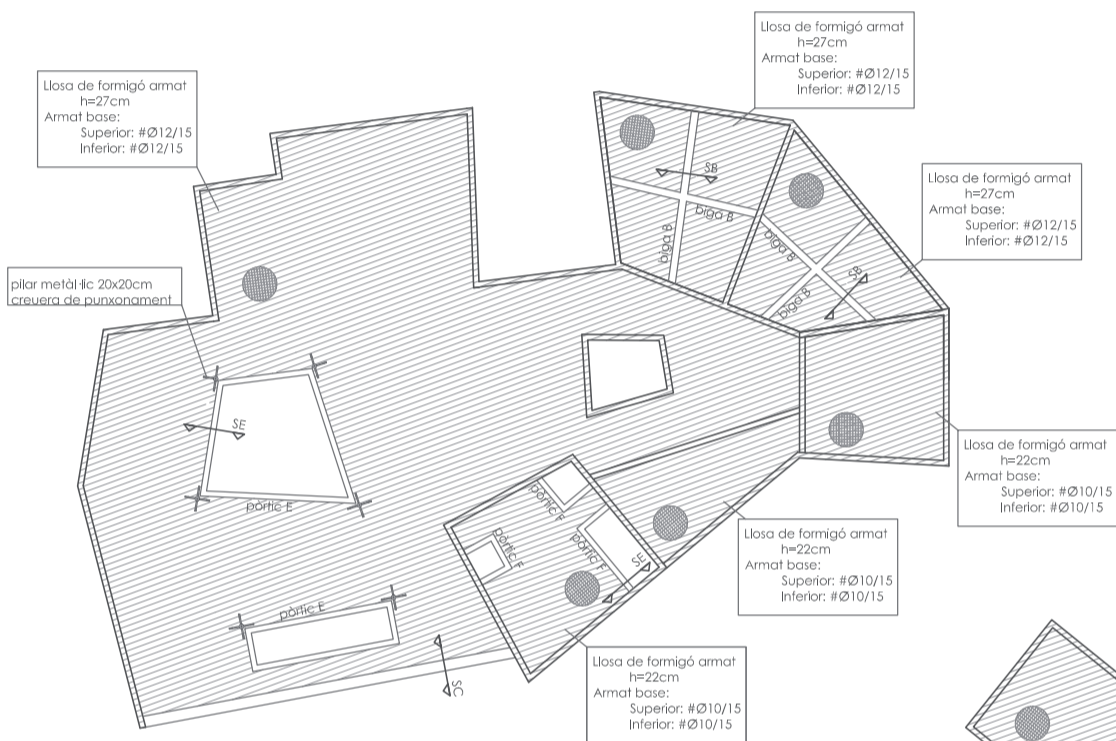 Llosa de formigó armat
h=27cm
Armat base:
Superior: #Ø12/15
Inferior: #Ø12/15
Llosa de formigó armat
h=27cm
Armat base:
Superior: #Ø12/15
Inferior: #Ø12/15
Llosa de formigó armat
h=27cm
Armat base:
Superior: #Ø12/15
Inferior: #Ø12/15
SB
biga B
biga B
biga B
SB
biga B
pilar metàl·lic 20x20cm
creuera de punxonament
SE
pòrtic E
Llosa de formigó armat
h=22cm
Armat base:
Superior: #Ø10/15
Inferior: #Ø10/15
pòrtic F
pòrtic F
pòrtic F
SE
Llosa de formigó armat
h=22cm
Armat base:
Superior: #Ø10/15
Inferior: #Ø10/15
pòrtic E
SC
Llosa de formigó armat
h=22cm
Armat base:
Superior: #Ø10/15
Inferior: #Ø10/15